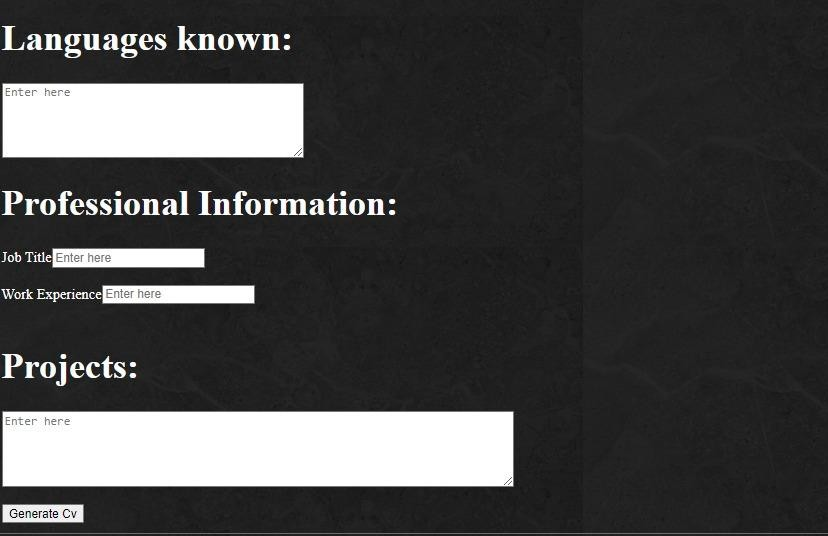 Languages known:
Enter here
Professional Information:
Job Title Enter here
Work Experience Enter here
Projects:
Enter here
Generate Cv